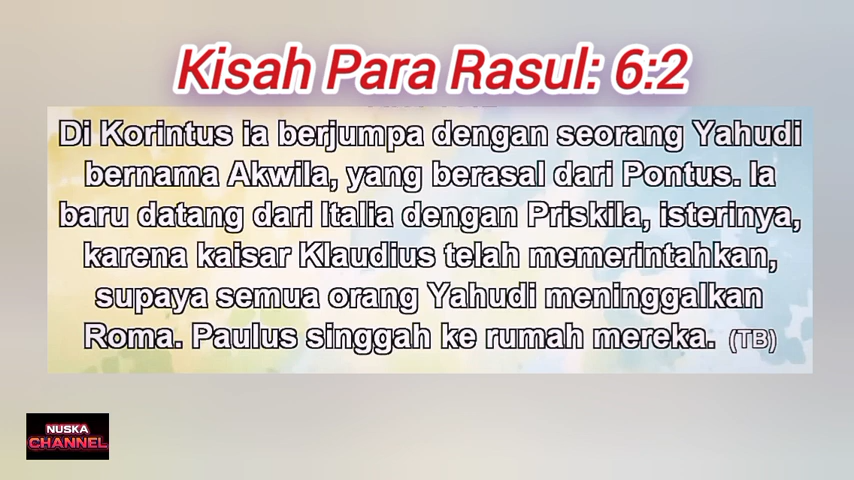 Kisah Para Rasul: 6:2
Di Korintus ia berjumpa dengan seorang Yahudi
bernama Akwila, yang berasal dari Pontus. Ia
baru datang dari Italia dengan Priskila, isterinya,
karena kaisar Klaudius telah memerintahkan,
supaya semua orang Yahudi meninggalkan
Roma. Paulus singgah ke rumah mereka. (TB)
NUSKA
CHANNEL